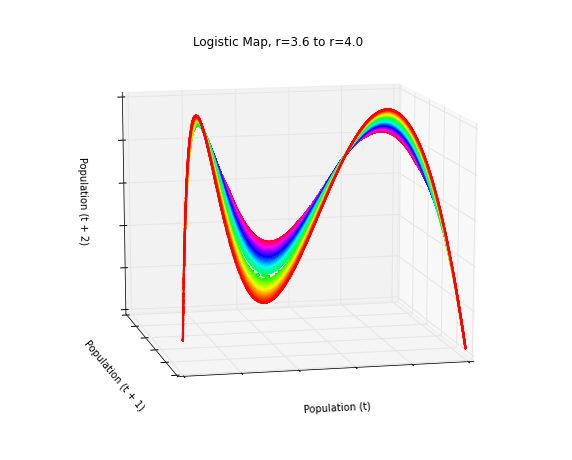 Logistic Map, r=3.6 to r=4.0
Population (t + 2)
Population (t + 1)
Population (t)